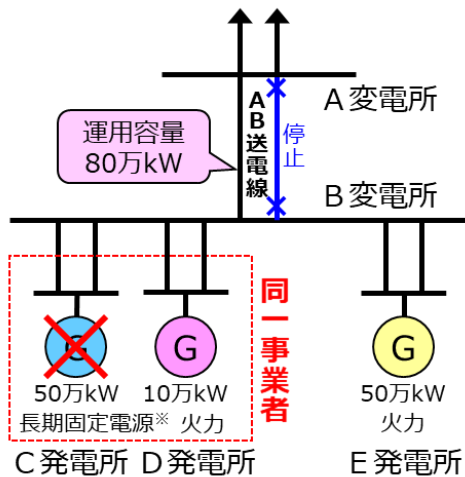 A変電所
AB送電線
停止
運用容量
80万kW
B変電所
同一事業者
G
G
G
50万kW
10万kW
50万kW
長期固定電源※
火力
火力
C発電所
D発電所
E発電所